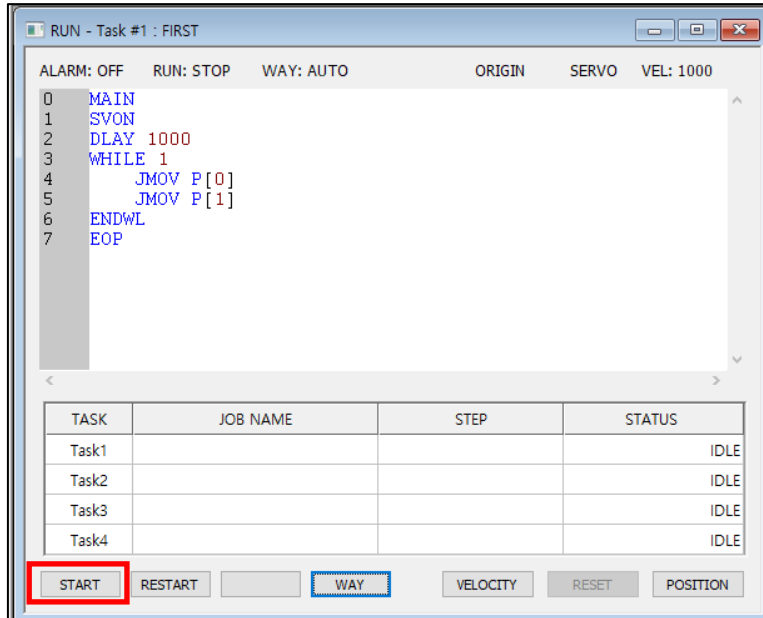 RUN - Task #1 : FIRST
ALARM: OFF RUN: STOP WAY: AUTO ORIGIN SERVO VEL: 1000
0 MAIN
1 SVON
2 DLAY 1000
3 WHILE 1
4 JMOV P[0]
5 JMOV P[1]
6 ENDWL
7 EOP
TASK JOB NAME STEP STATUS
Task1 IDLE
Task2 IDLE
Task3 IDLE
Task4 IDLE
START RESTART WAY VELOCITY RESET POSITION